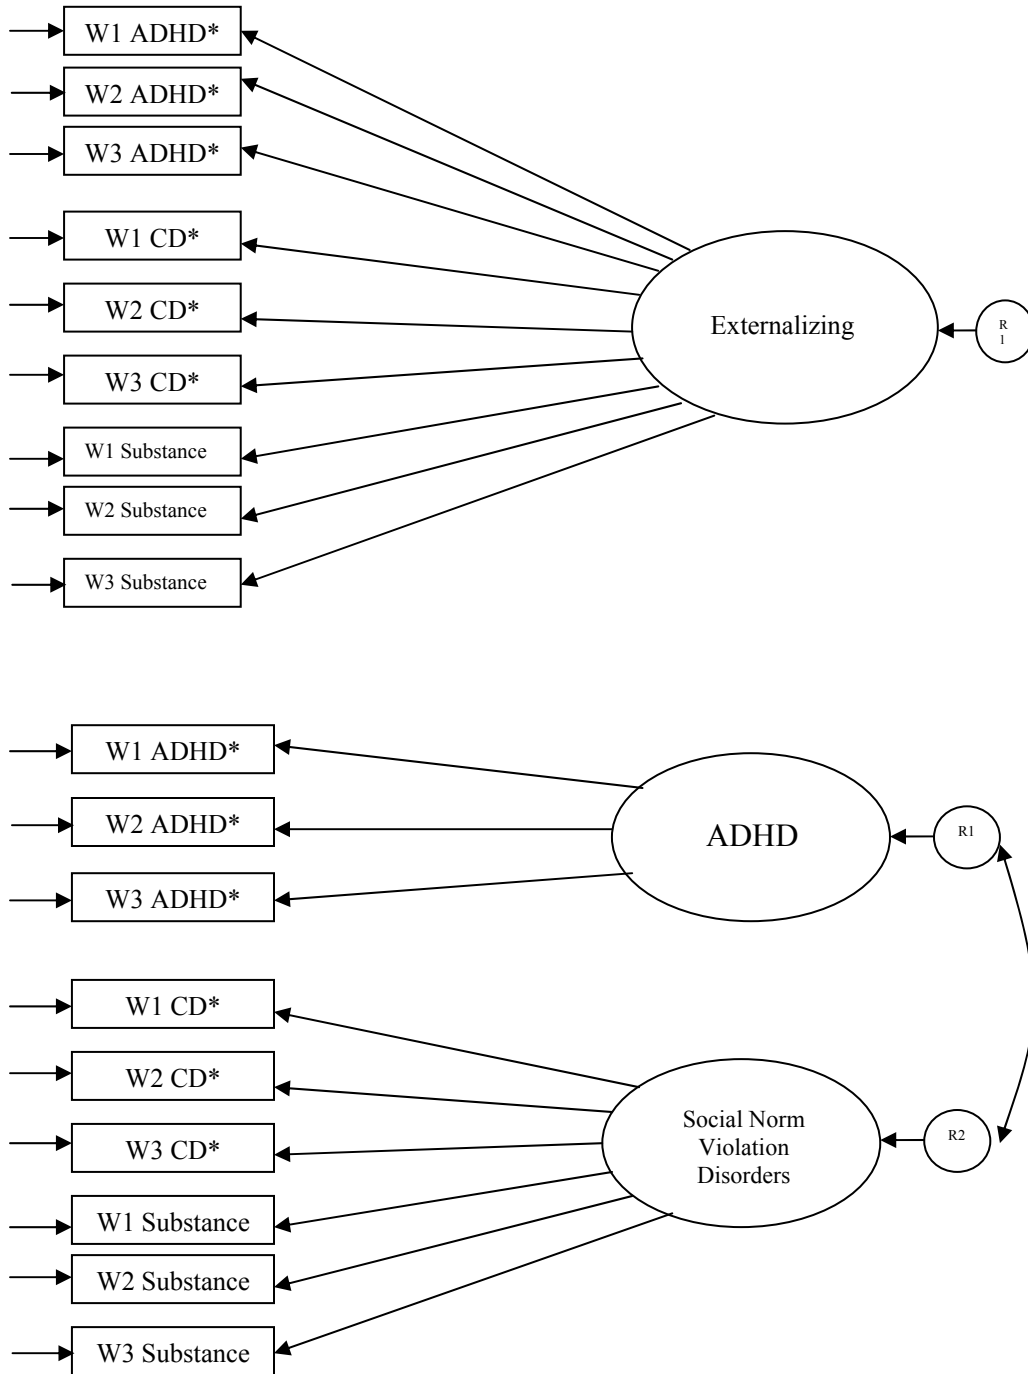 W1 ADHD*
W2 ADHD*
W3 ADHD*
W1 CD*
W2 CD*
W3 CD*
W1 Substance
W2 Substance
W3 Substance
Externalizing
R
1
W1 ADHD*
W2 ADHD*
W3 ADHD*
ADHD
R1
W1 CD*
W2 CD*
W3 CD*
W1 Substance
W2 Substance
W3 Substance
Social Norm
Violation
Disorders
R2